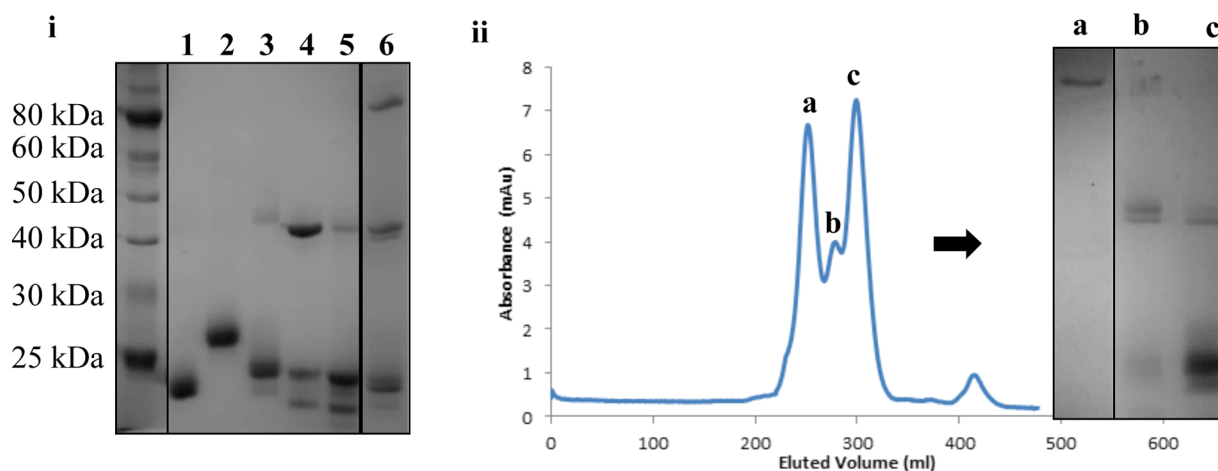 i
1 2 3 4 5 6
80 kDa
60 kDa
50 kDa
40 kDa
30 kDa
25 kDa
ii
a b c
a
b
c
Absorbance (mAu)
8
7
6
5
4
3
2
1
0
0 100 200 300 400 500 600
Eluted Volume (ml)